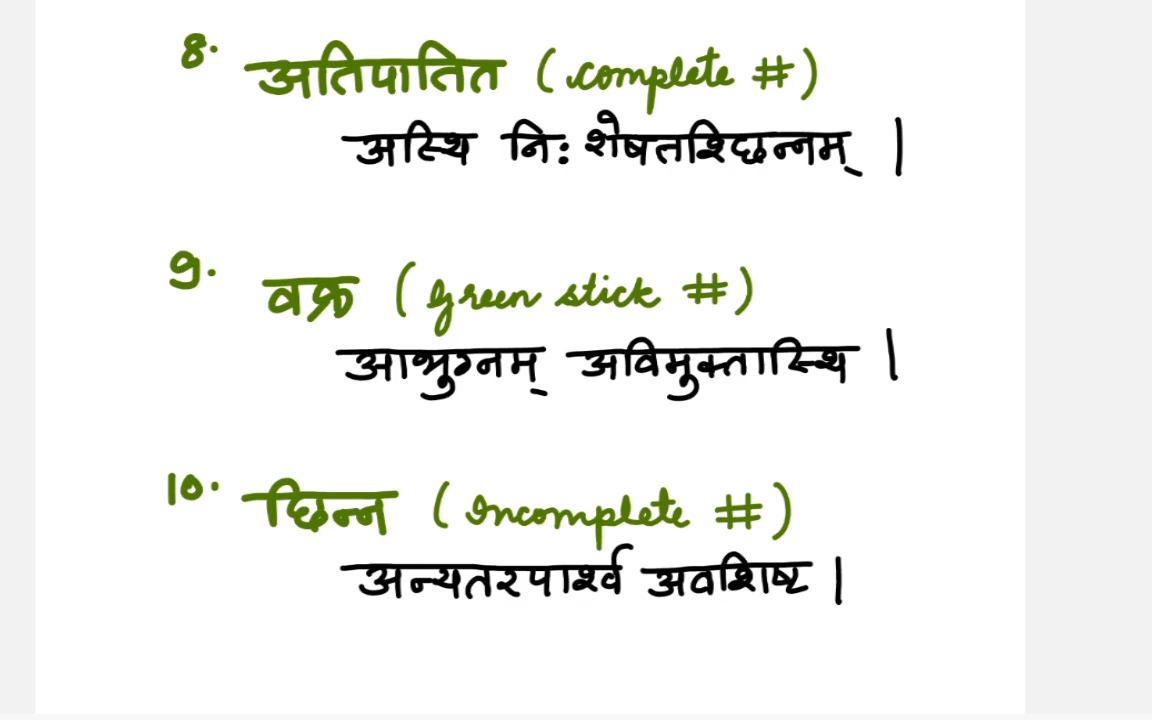 8. अतिपातित (complete #)
अस्थि निः शेषतश्छिन्नम् |
9. वक्र (Green stick #)
आभुग्नम् अविमुक्तास्थि |
10. छिन्न (Incomplete #)
अन्यतरपार्श्व अवशिष्ट |